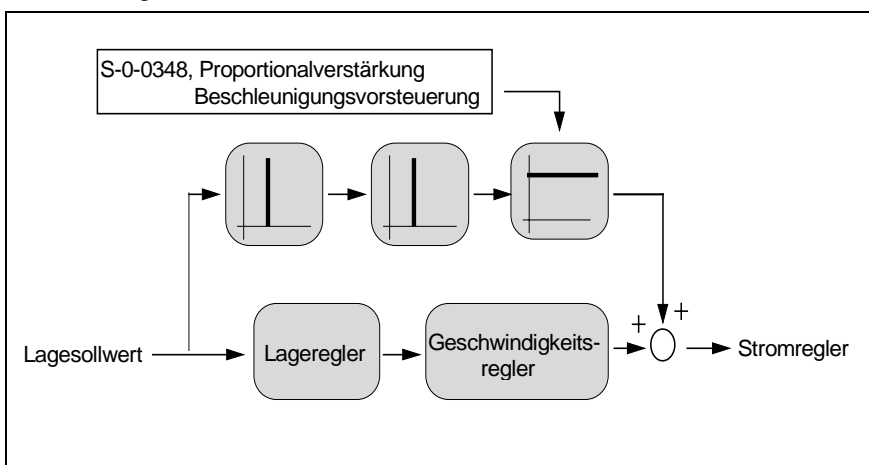 S-0-0348, Proportionalverstärkung
Beschleunigungsvorsteuerung
+
+
Lagesollwert
Lageregler
Geschwindigkeits-
regler
Stromregler